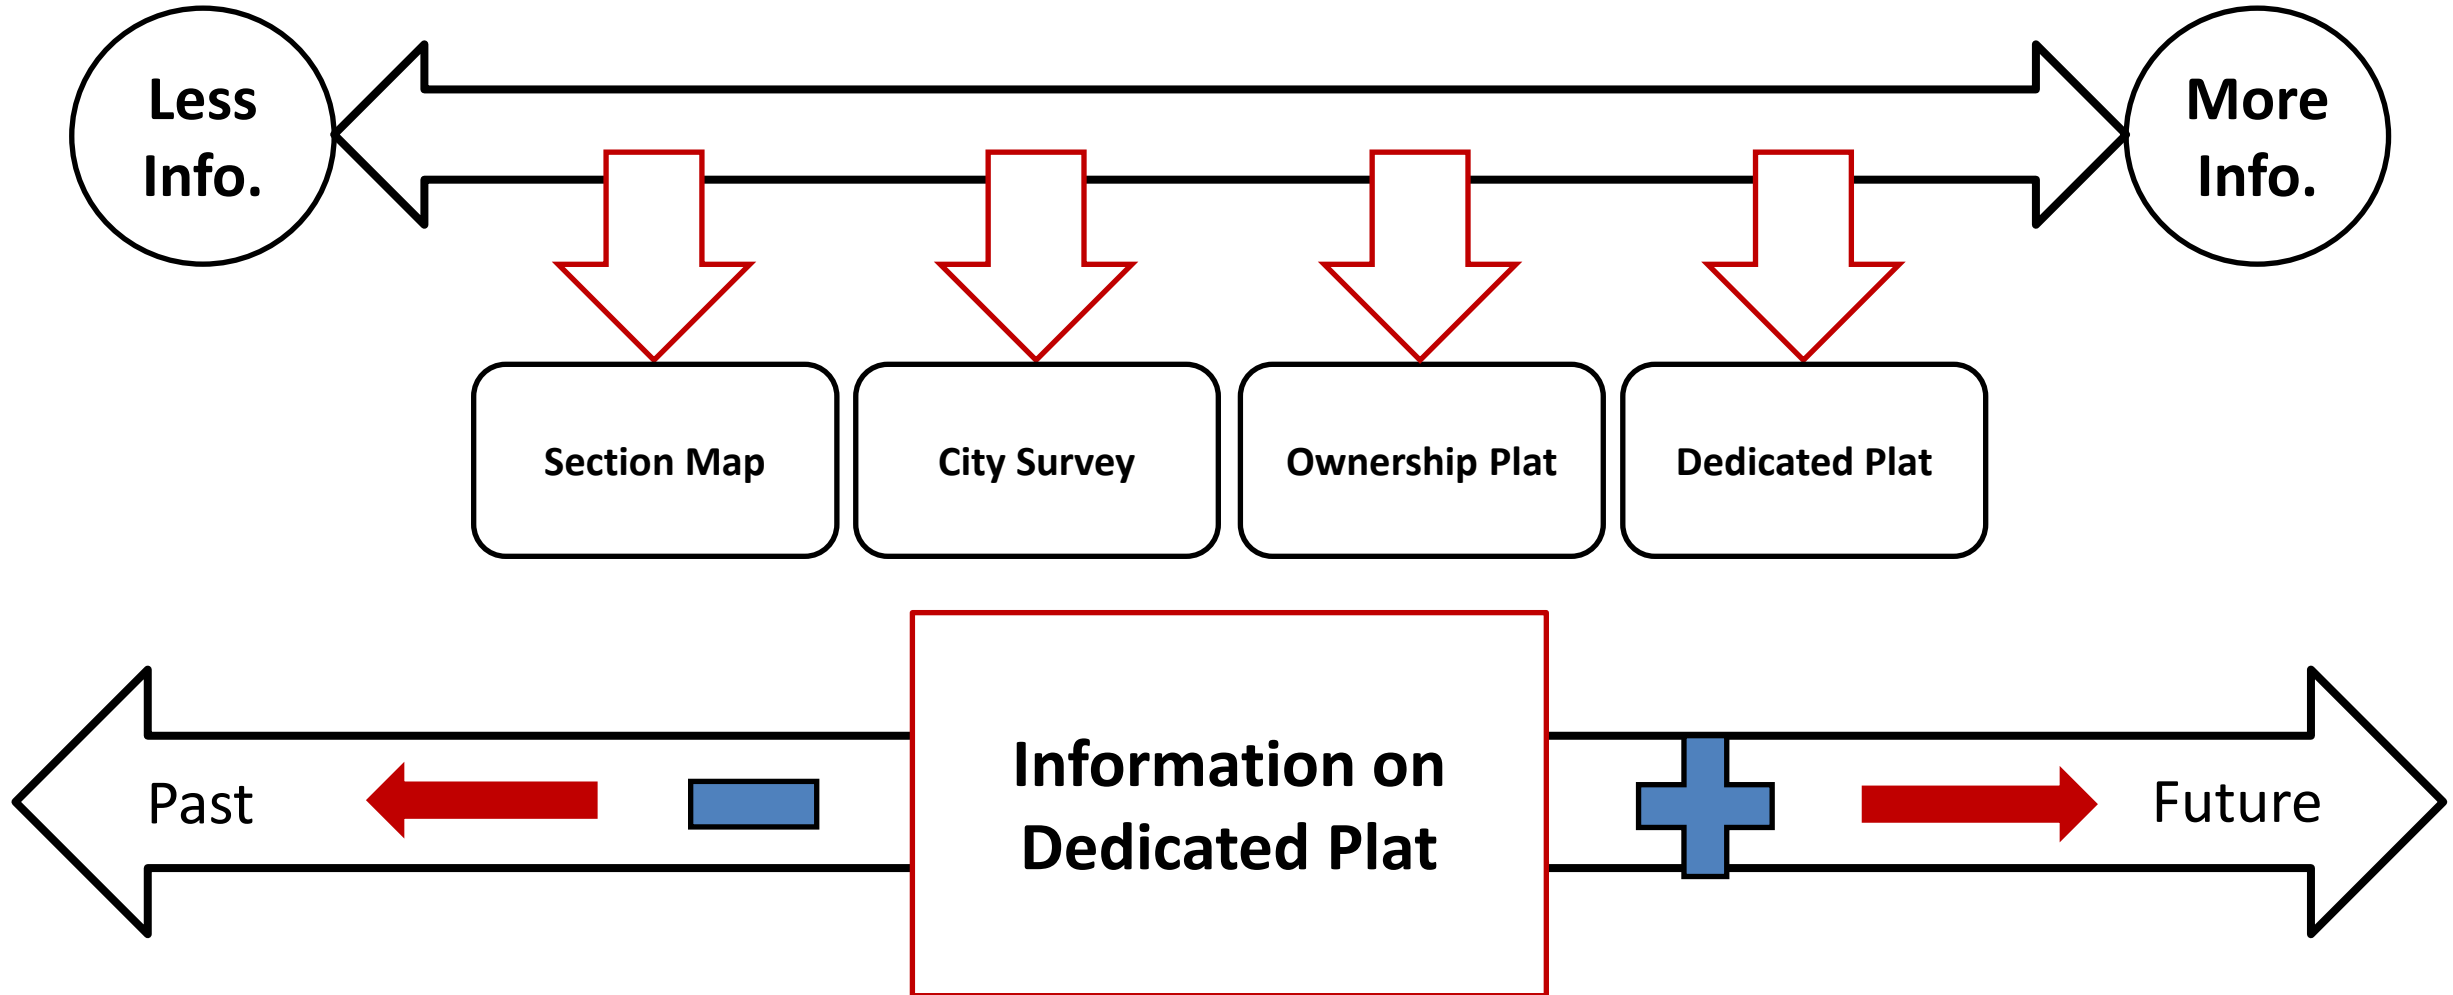 Less
Info.
More
Info.
Section Map
City Survey
Ownership Plat
Dedicated Plat
Past
Information on
Dedicated Plat
Future